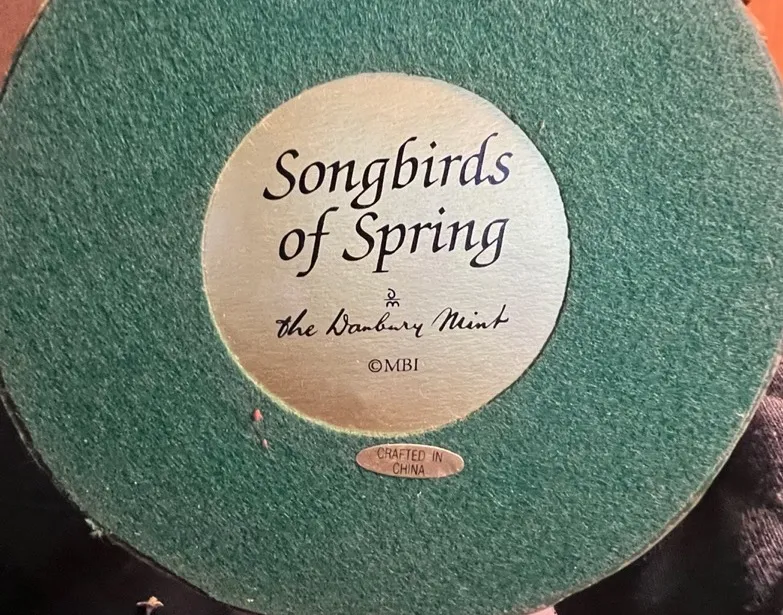 Songbirds
of Spring
the Danbury Mint
©MBI
CRAFTED IN
CHINA